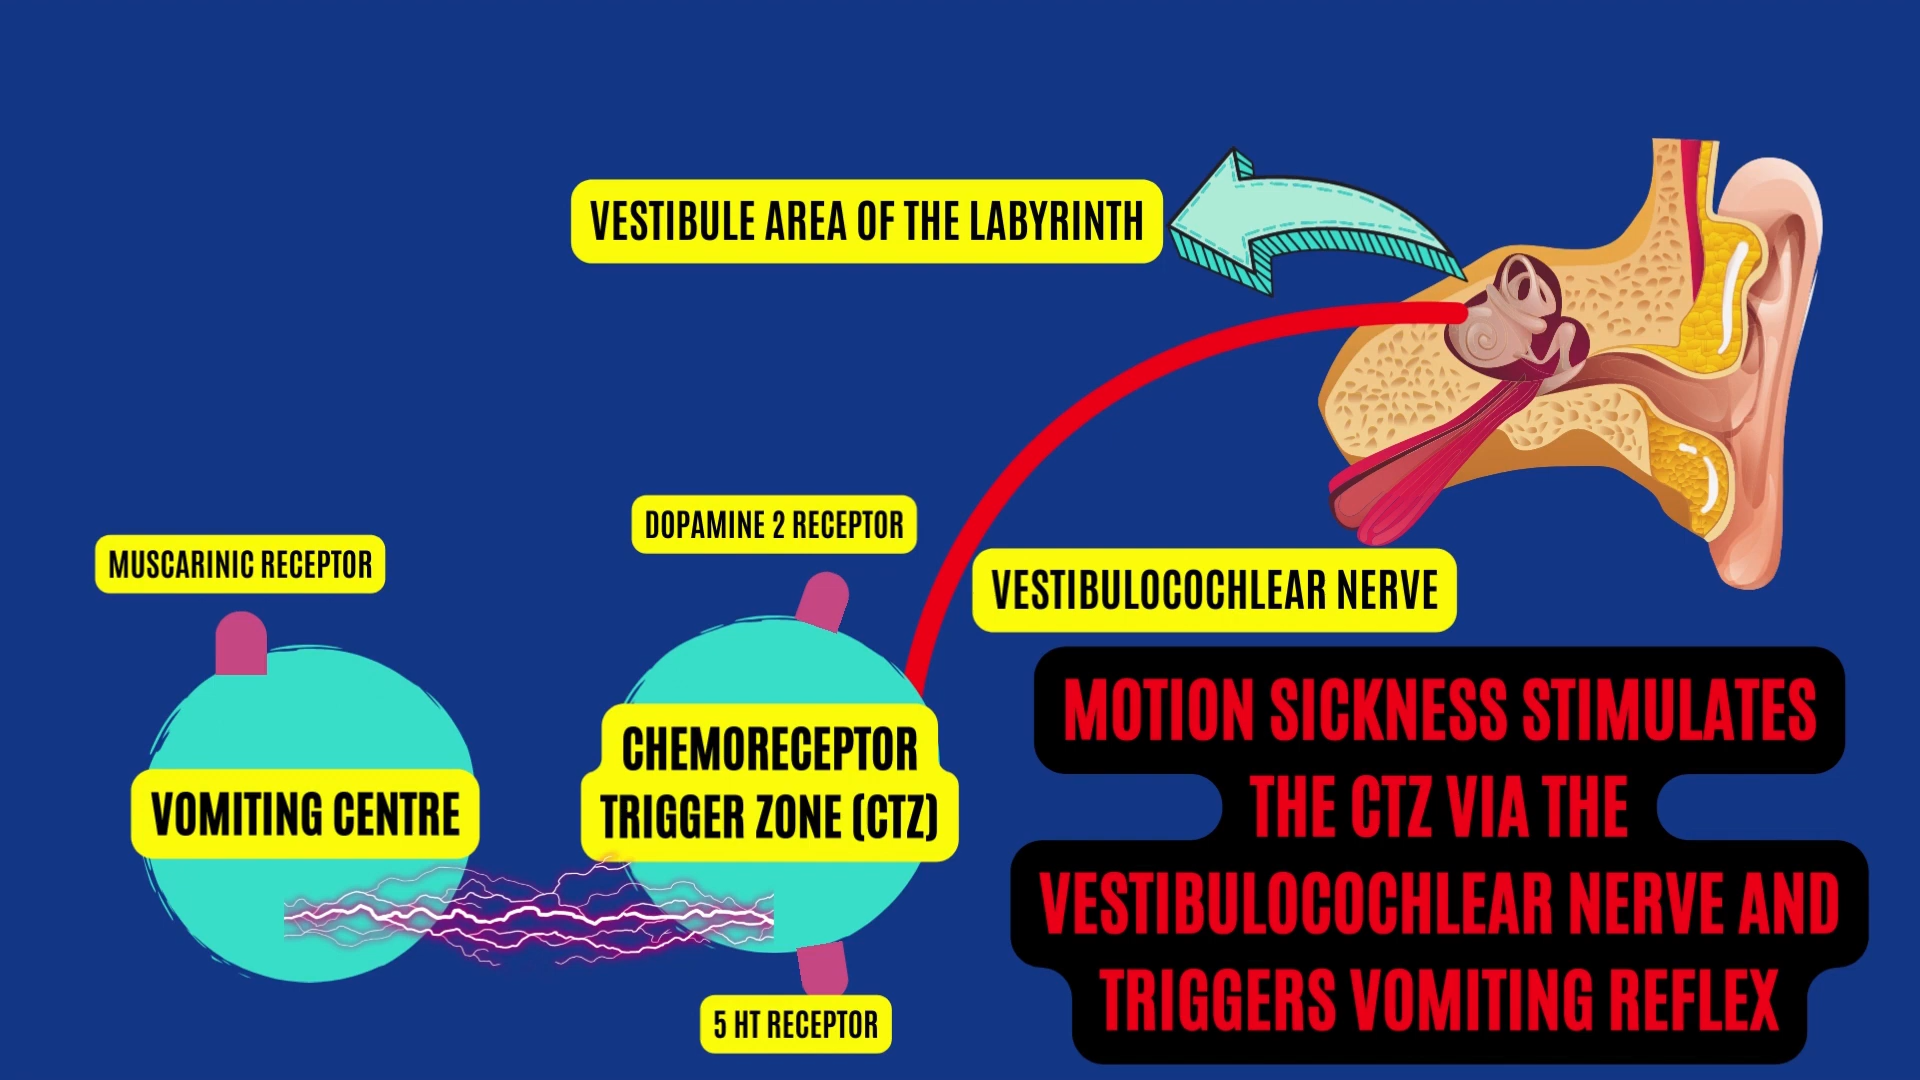 VESTIBULE AREA OF THE LABYRINTH
DOPAMINE 2 RECEPTOR
MUSCARINIC RECEPTOR
VESTIBULOCOCHLEAR NERVE
CHEMORECEPTOR
TRIGGER ZONE (CTZ)
VOMITING CENTRE
5 HT RECEPTOR
MOTION SICKNESS STIMULATES
THE CTZ VIA THE
VESTIBULOCOCHLEAR NERVE AND
TRIGGERS VOMITING REFLEX